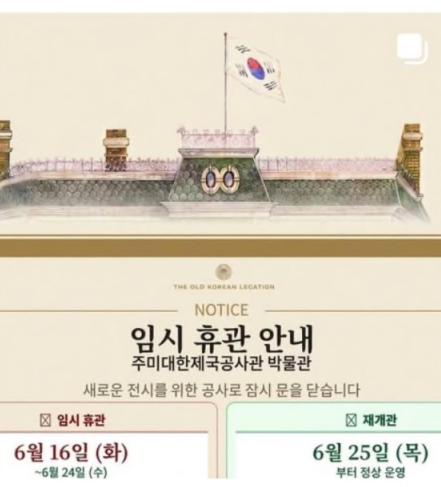 THE OLD KOREAN LEGATION
NOTICE
임시 휴관 안내
주미대한제국공사관 박물관
새로운 전시를 위한 공사로 잠시 문을 닫습니다
임시 휴관
6월 16일 (화)
~6월 24일 (수)
재개관
6월 25일 (목)
부터 정상 운영